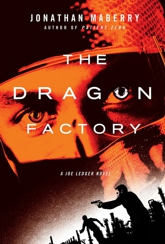 JONATHAN MABERRY
AUTHOR OF PATIENT ZERO
THE
DRAGON
FACTORY
A JOE LEDGER NOVEL